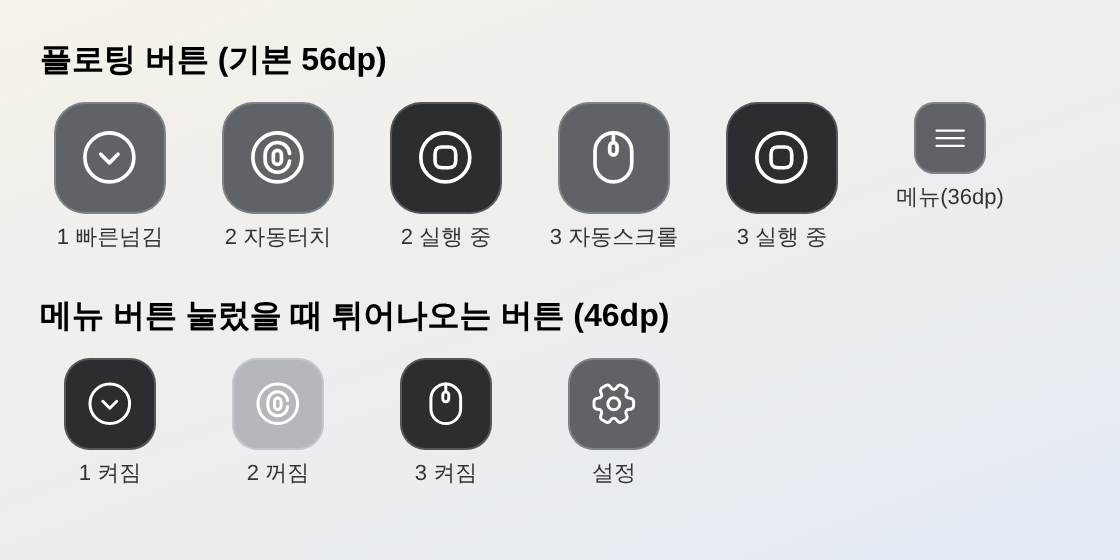 플로팅 버튼 (기본 56dp)
1 빠른넘김
2 자동터치
2 실행 중
3 자동스크롤
3 실행 중
메뉴(36dp)
메뉴 버튼 눌렀을 때 튀어나오는 버튼 (46dp)
1 켜짐
2 꺼짐
3 켜짐
설정